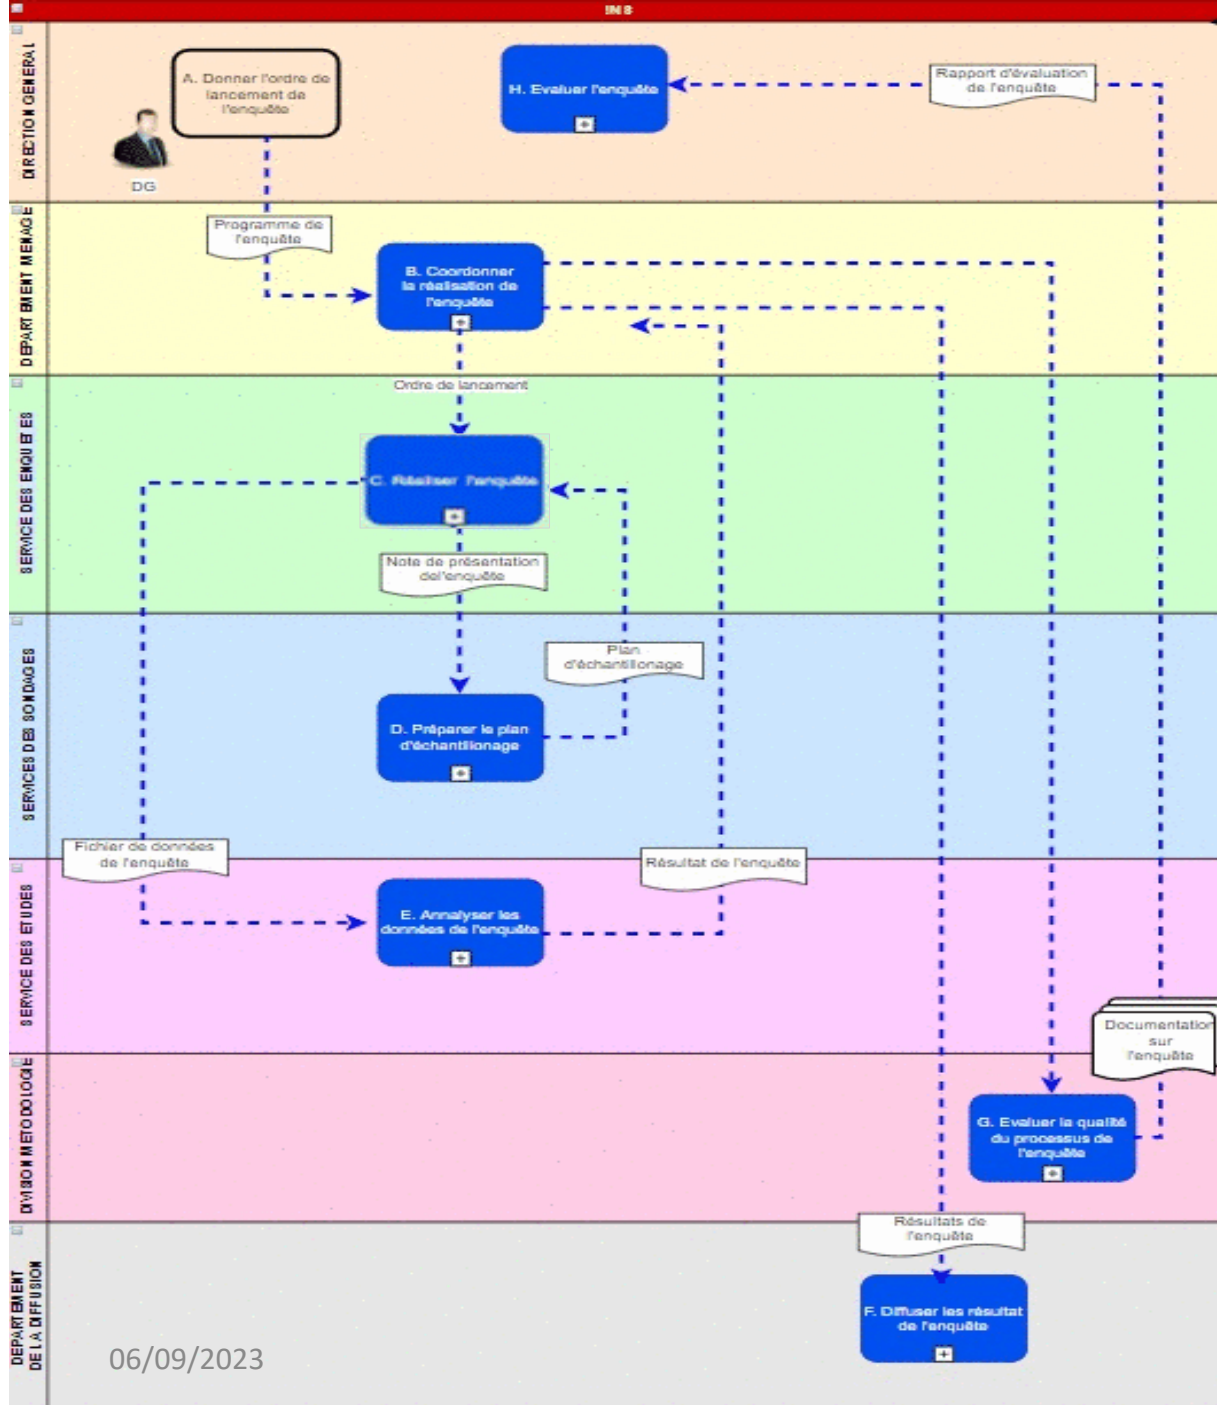 INS
DIRECTION GENERAL
A. Donner l'ordre de
lancement de
l'enquête
DG
H. Evaluer l'enquête
Rapport d'évaluation
de l'enquête
DEPARTEMENT MENAGE
Programme de
l'enquête
B. Coordonner
la réalisation de
l'enquête
Ordre de lancement
SERVICE DES ENQUETES
C. Réaliser l'enquête
Note de présentation
del'enquête
SERVICES DES SONDAGES
Plan
d'échantillonage
D. Préparer le plan
d'échantillonage
Fichier de données
de l'enquête
Résultat de l'enquête
SERVICE DES ETUDES
E. Annalyser les
données de l'enquête
Documentation
sur
l'enquête
DIVISION METODOLOGIE
G. Evaluer la qualité
du processus de
l'enquête
Résultats de
l'enquête
DEPARTEMENT
DE LA DIFFUSION
F. Diffuser les résultat
de l'enquête
06/09/2023